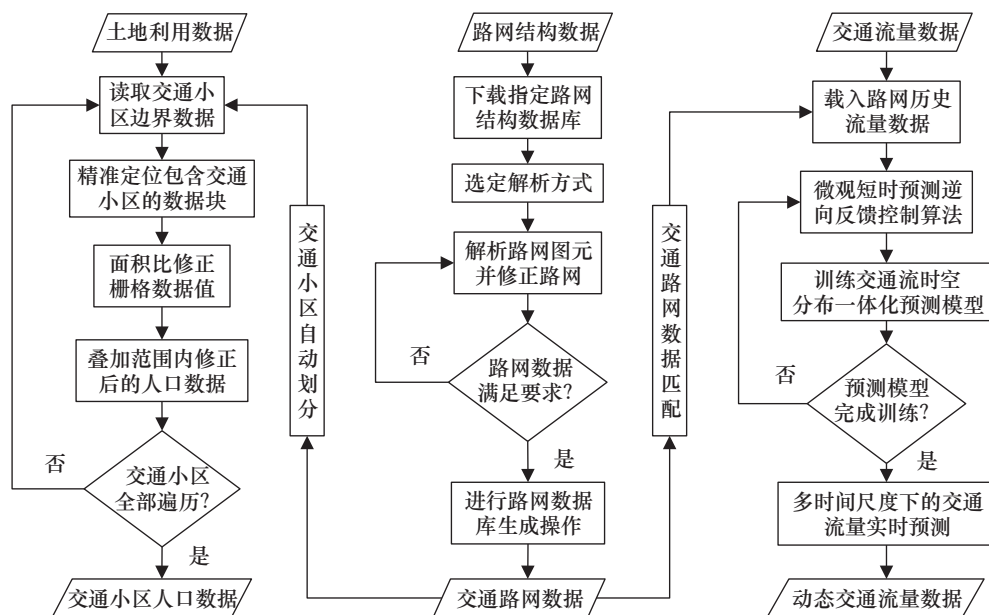 土地利用数据
读取交通小
区边界数据
精准定位包含交通
小区的数据块
面积比修正
栅格数据值
叠加范围内修正
后的人口数据
否
交通小区
全部遍历？
是
交通小区人口数据
交通小区自动划分
路网结构数据
下载指定路网
结构数据库
选定解析方式
解析路网图元
并修正路网
否
路网数据
满足要求？
是
进行路网数据
库生成操作
交通路网数据
交通路网数据匹配
交通流量数据
载入路网历史
流量数据
微观短时预测逆
向反馈控制算法
训练交通流时空
分布一体化预测模型
否
预测模型
完成训练？
是
多时间尺度下的交通
流量实时预测
动态交通流量数据